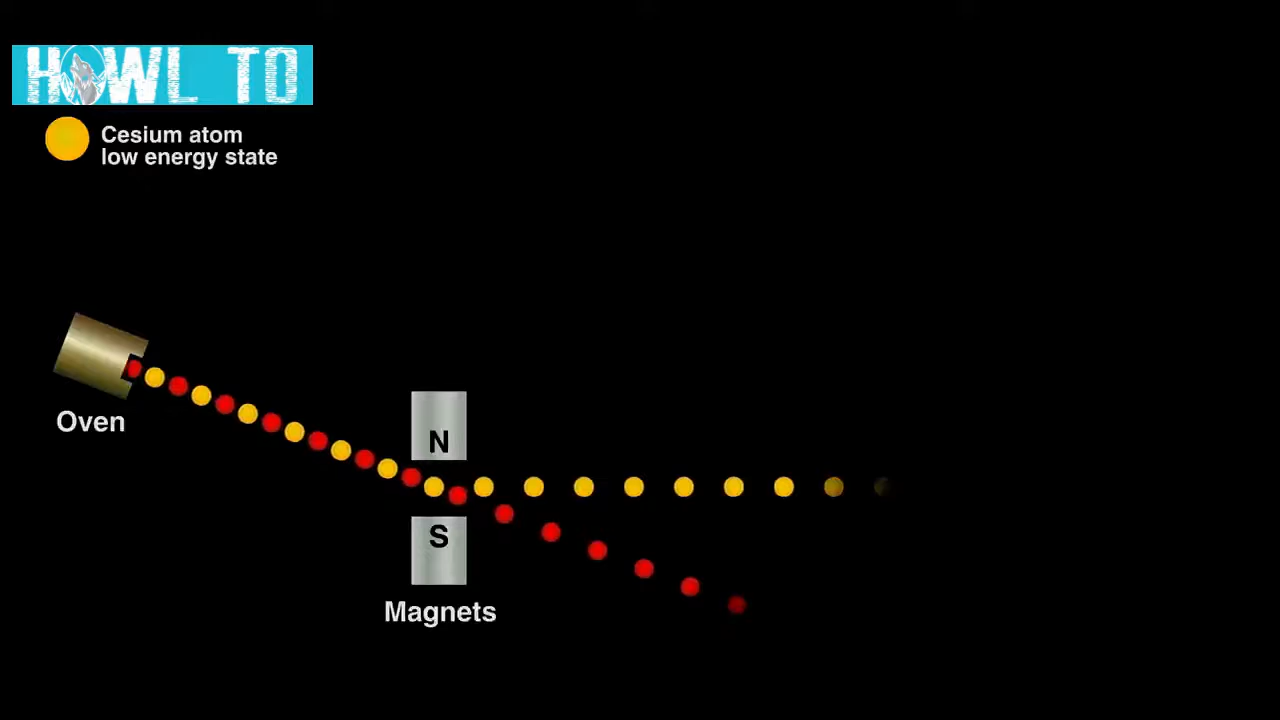 HOWL TO
Cesium atom
low energy state
Oven
N
S
Magnets